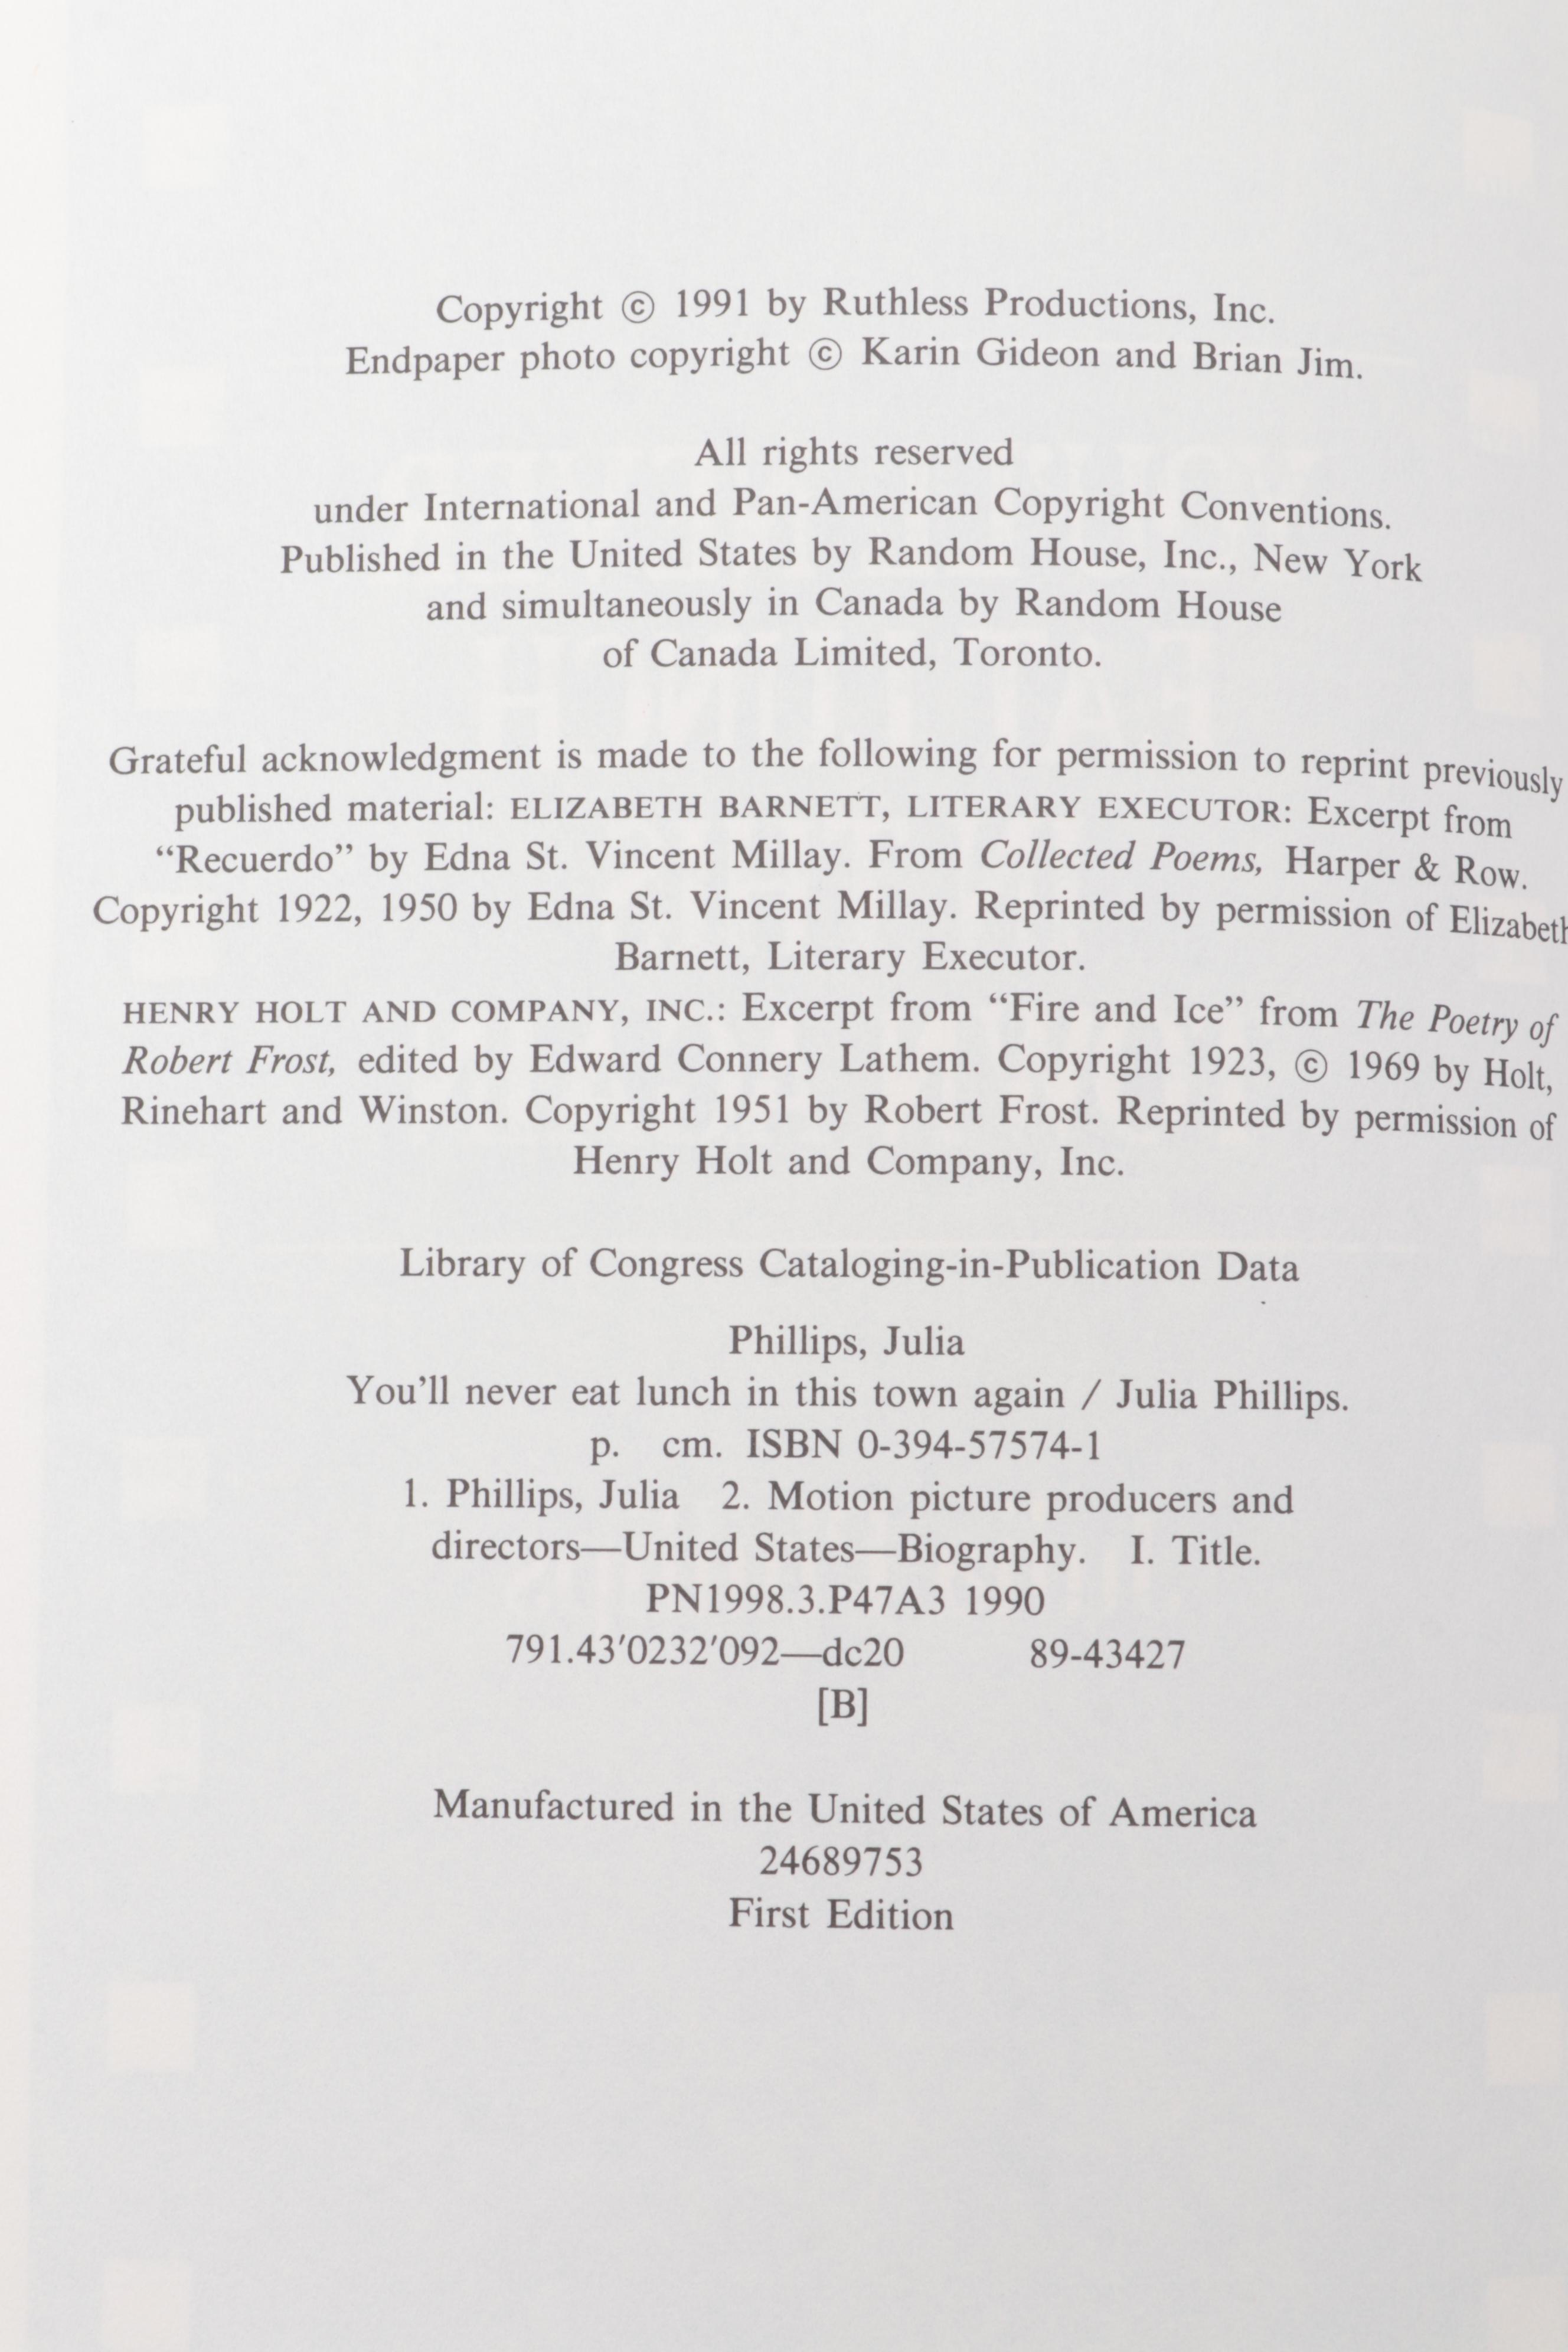 Copyright © 1991 by Ruthless Productions, Inc.
Endpaper photo copyright © Karin Gideon and Brian Jim.
All rights reserved
under International and Pan-American Copyright Conventions.
Published in the United States by Random House, Inc., New York
and simultaneously in Canada by Random House
of Canada Limited, Toronto.
Grateful acknowledgment is made to the following for permission to reprint previously
published material: ELIZABETH BARNETT, LITERARY EXECUTOR: Excerpt from
“Recuerdo” by Edna St. Vincent Millay. From Collected Poems, Harper & Row.
Copyright 1922, 1950 by Edna St. Vincent Millay. Reprinted by permission of Elizabeth
Barnett, Literary Executor.
HENRY HOLT AND COMPANY, INC.: Excerpt from “Fire and Ice” from The Poetry of
Robert Frost, edited by Edward Connery Lathem. Copyright 1923, © 1969 by Holt,
Rinehart and Winston. Copyright 1951 by Robert Frost. Reprinted by permission of
Henry Holt and Company, Inc.
Library of Congress Cataloging-in-Publication Data
Phillips, Julia
You’ll never eat lunch in this town again / Julia Phillips.
p. cm. ISBN 0-394-57574-1
1. Phillips, Julia 2. Motion picture producers and
directors—United States—Biography. I. Title.
PN1998.3.P47A3 1990
791.43′0232′092—dc20 89-43427
[B]
Manufactured in the United States of America
24689753
First Edition